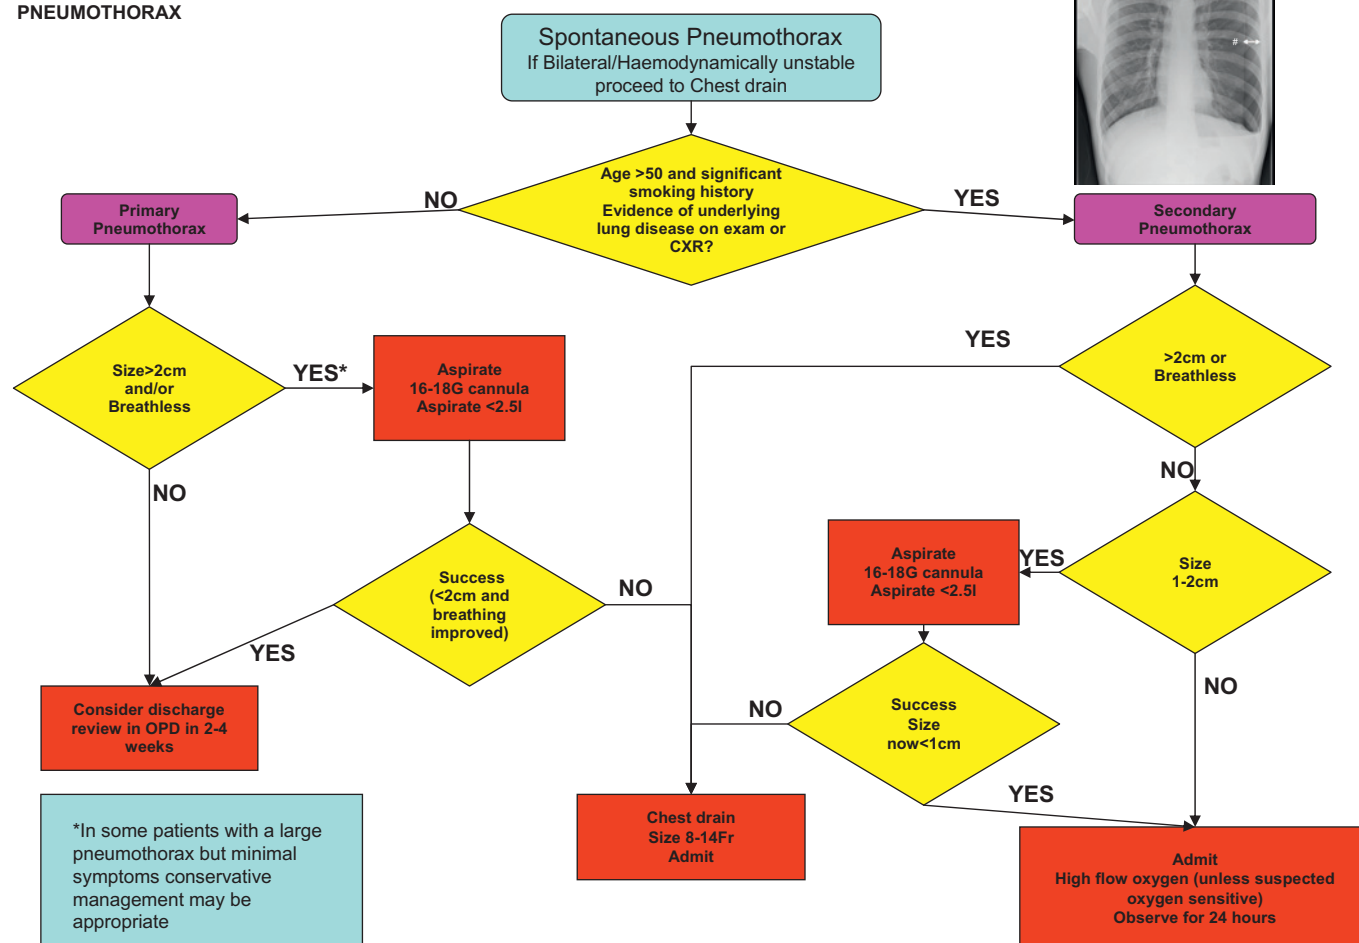 PNEUMOTHORAX
Spontaneous Pneumothorax
If Bilateral/Haemodynamically unstable
proceed to Chest drain
#
Age >50 and significant
smoking history
Evidence of underlying
lung disease on exam or
CXR?
NO
YES
Primary
Pneumothorax
Secondary
Pneumothorax
Size>2cm
and/or
Breathless
YES*
Aspirate
16-18G cannula
Aspirate <2.5l
YES
>2cm or
Breathless
NO
NO
Success
(<2cm and
breathing
improved)
NO
YES
Aspirate
16-18G cannula
Aspirate <2.5l
YES
Size
1-2cm
NO
Success
Size
now<1cm
NO
YES
Consider discharge
review in OPD in 2-4
weeks
Chest drain
Size 8-14Fr
Admit
Admit
High flow oxygen (unless suspected
oxygen sensitive)
Observe for 24 hours
*In some patients with a large
pneumothorax but minimal
symptoms conservative
management may be
appropriate